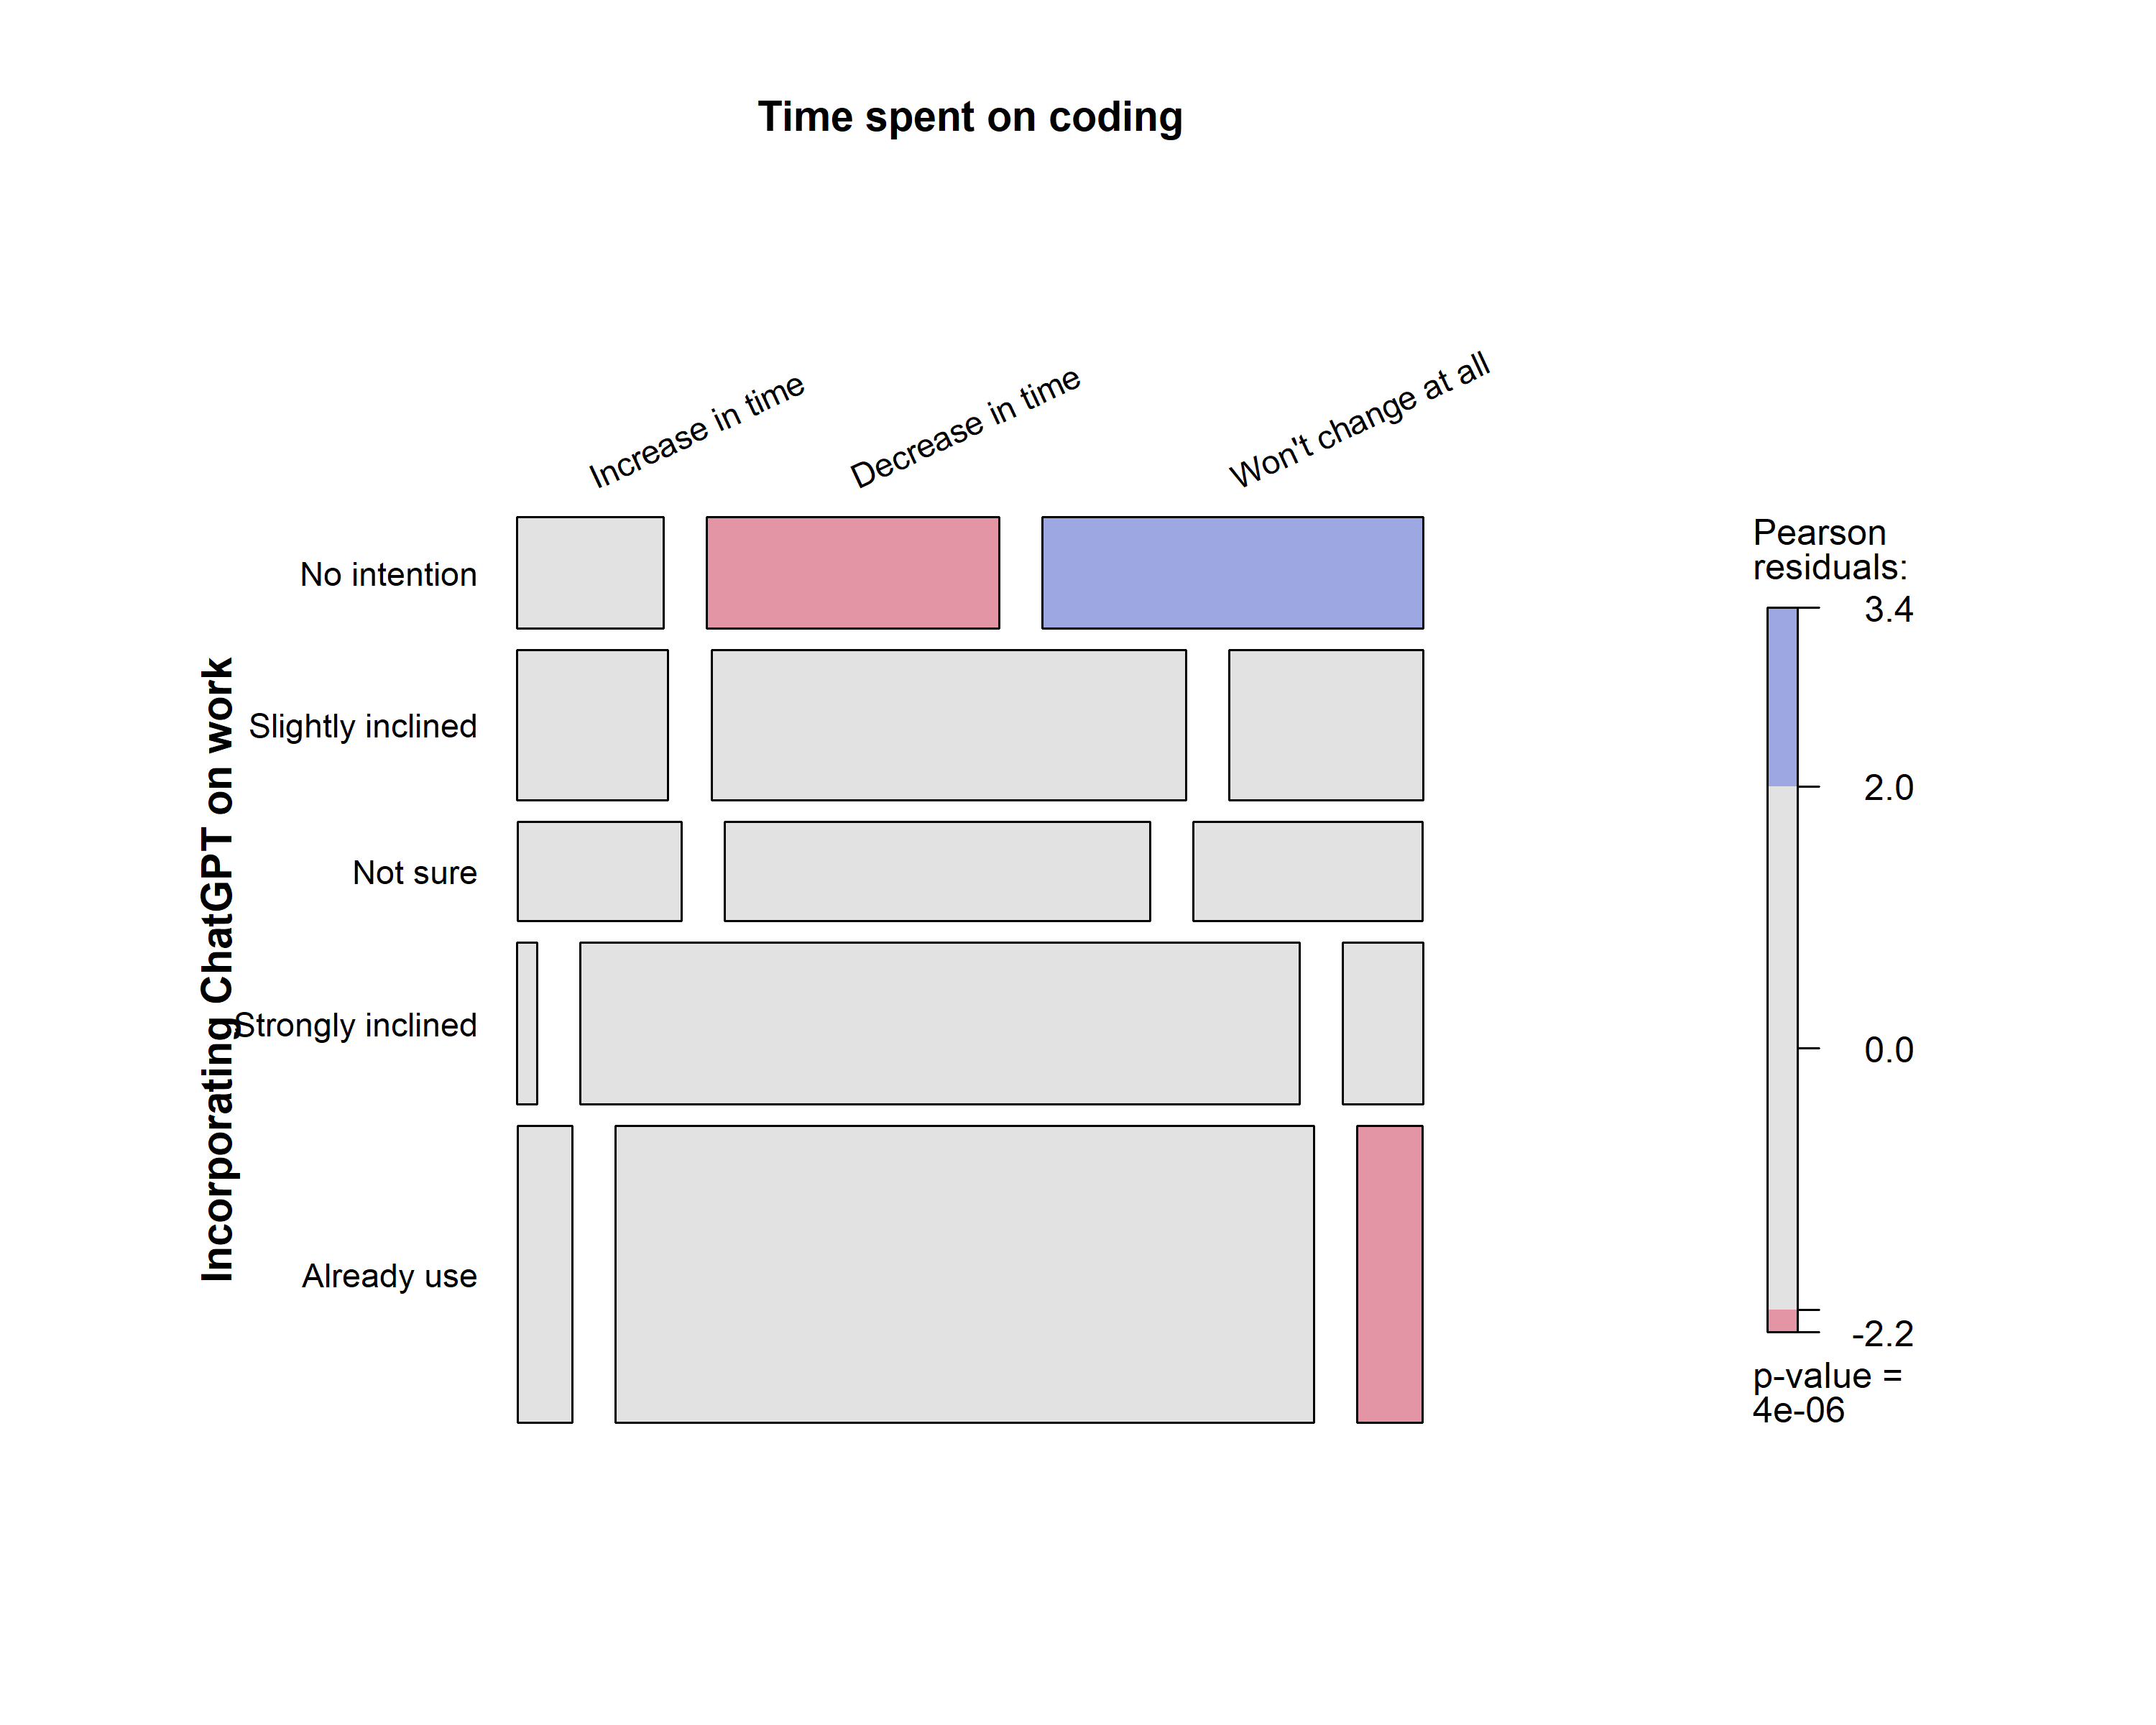 Time spent on coding
Increase in time
Decrease in time
Won't change at all
Incorporating ChatGPT on work
No intention
Slightly inclined
Not sure
Strongly inclined
Already use
Pearson
residuals:
3.4
2.0
0.0
-2.2
p-value =
4e-06